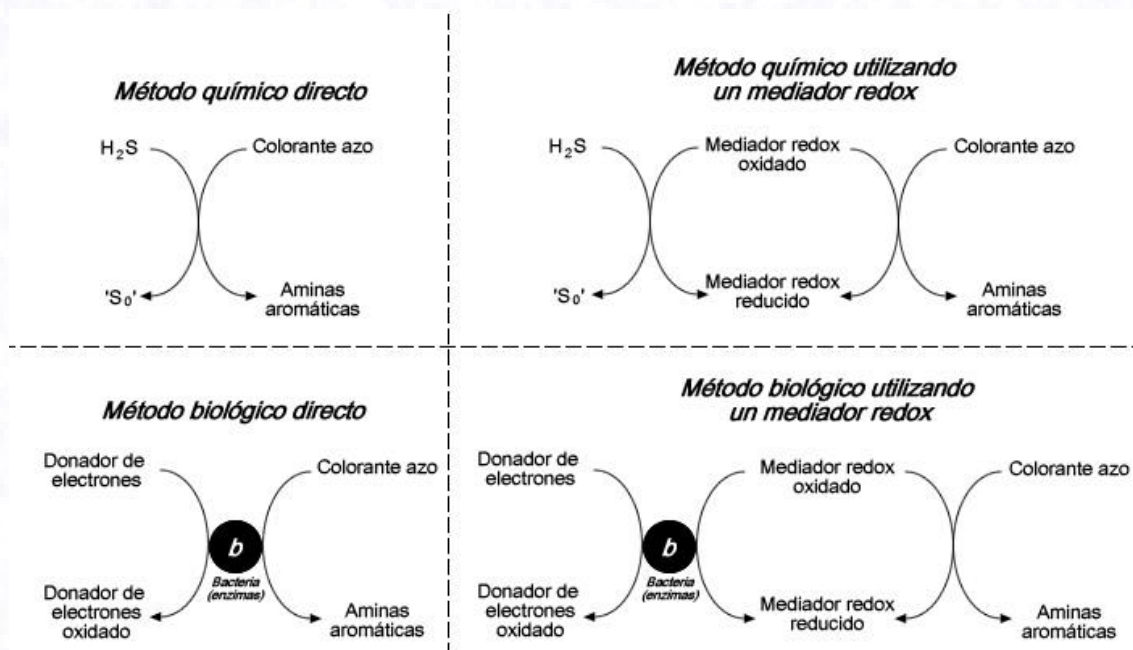 Método químico directo
H₂S
Colorante azo
'S₀'
Aminas
aromáticas
Método químico utilizando
un mediador redox
H₂S
Mediador redox
oxidado
Colorante azo
'S₀'
Mediador redox
reducido
Aminas
aromáticas
Método biológico directo
Donador de
electrones
Colorante azo
b
Bacteria
(enzimas)
Donador de
electrones
oxidado
Aminas
aromáticas
Método biológico utilizando
un mediador redox
Donador de
electrones
Mediador redox
oxidado
Colorante azo
b
Bacteria
(enzimas)
Donador de
electrones
oxidado
Mediador redox
reducido
Aminas
aromáticas